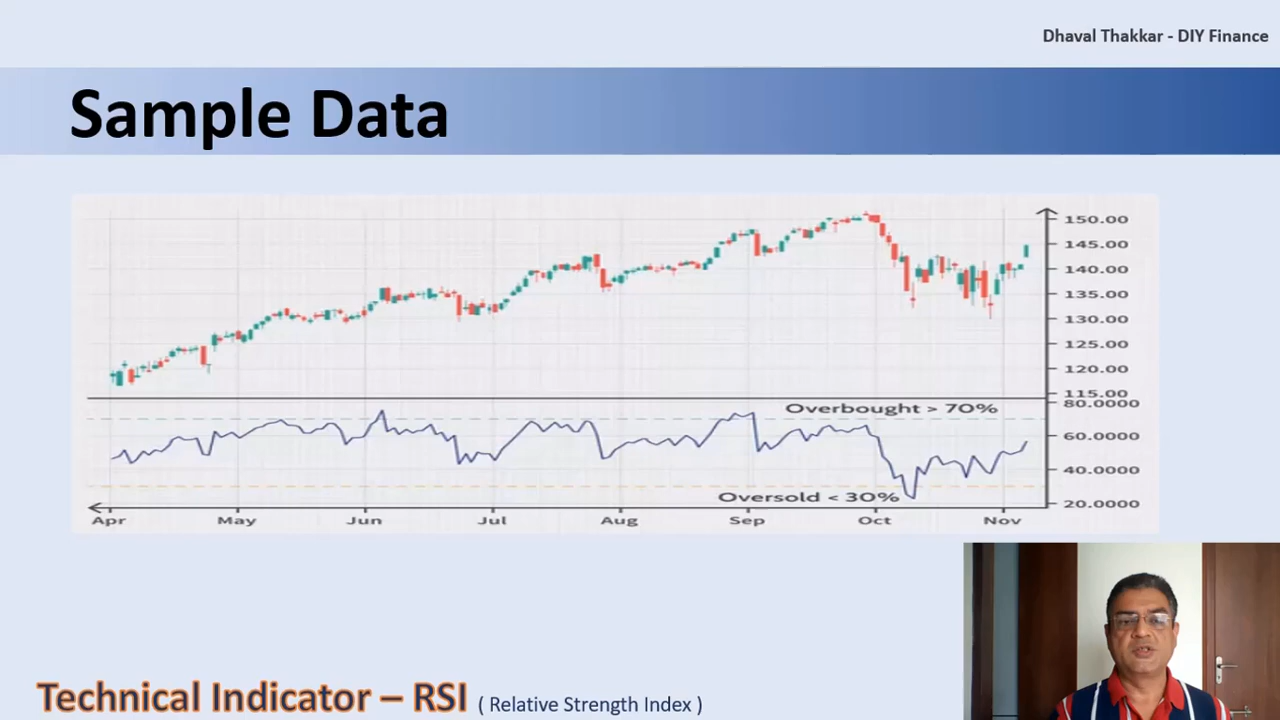 Dhaval Thakkar - DIY Finance
Sample Data
150.00
145.00
140.00
135.00
130.00
125.00
120.00
115.00
Overbought > 70%
80.0000
60.0000
40.0000
Oversold < 30%
20.0000
Apr May Jun Jul Aug Sep Oct Nov
Technical Indicator – RSI ( Relative Strength Index )